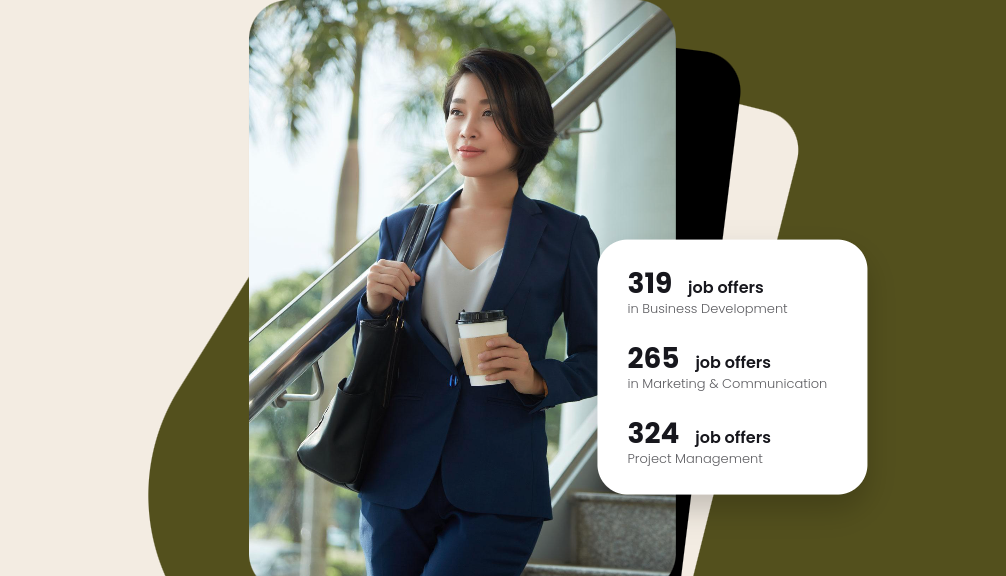 319 job offers
in Business Development
265 job offers
in Marketing & Communication
324 job offers
Project Management